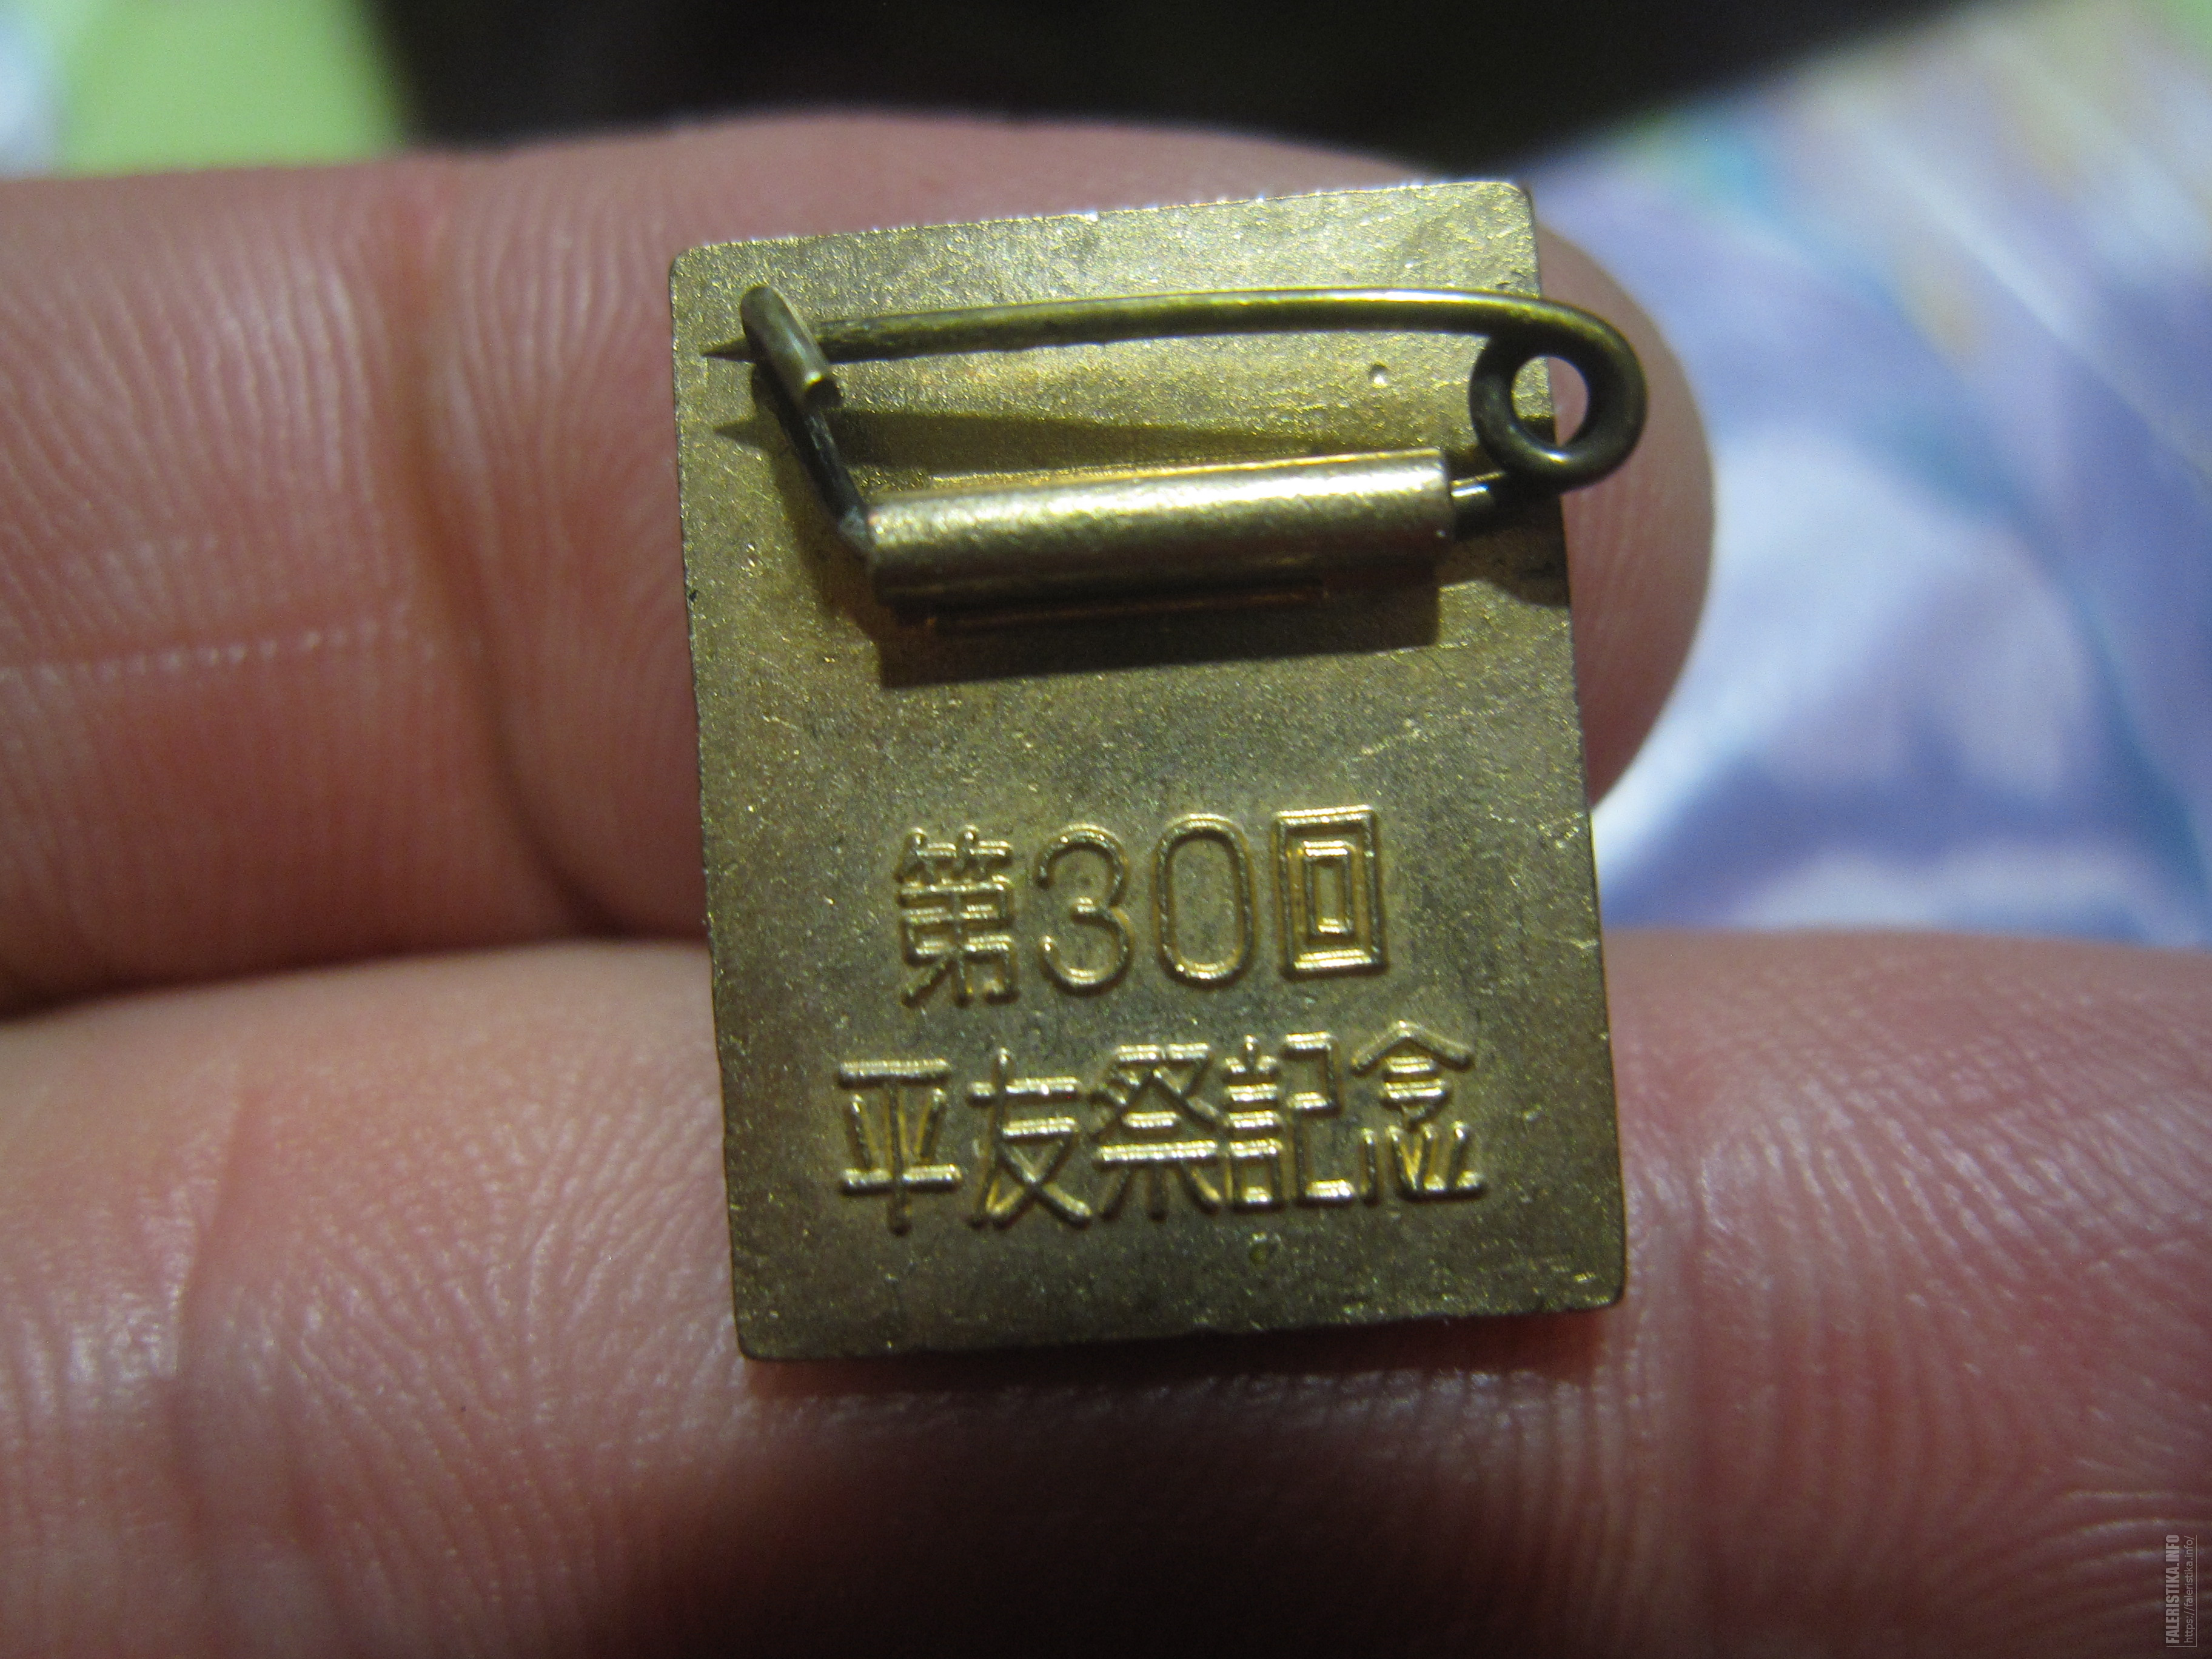 第30回
平友祭記念
FALERISTIKA.INFO
https://faleristika.info/